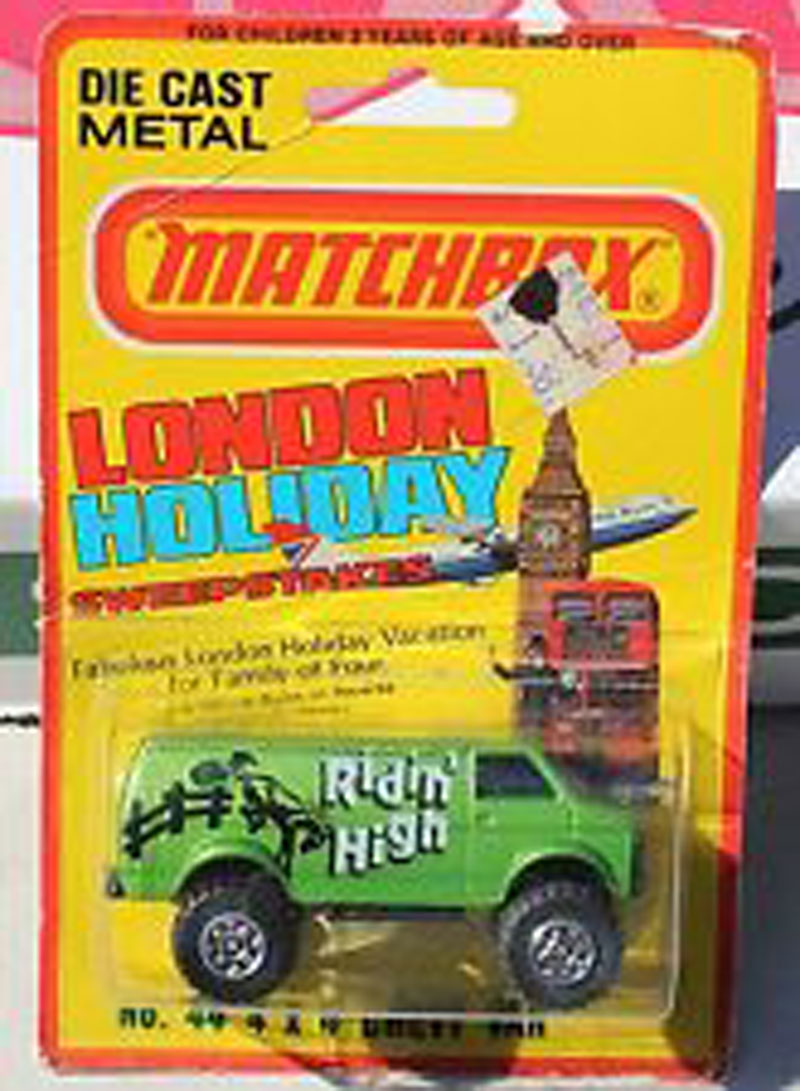 FOR CHILDREN 3 YEARS OF AGE AND OVER
DIE CAST
METAL
"MATCHBOX"®
LONDON
HOLIDAY
SWEEPSTAKES
Fabulous London Holiday Vacation
for Family of Four
Ridin'
High
NO. 44 4 X 4 CHEVY VAN